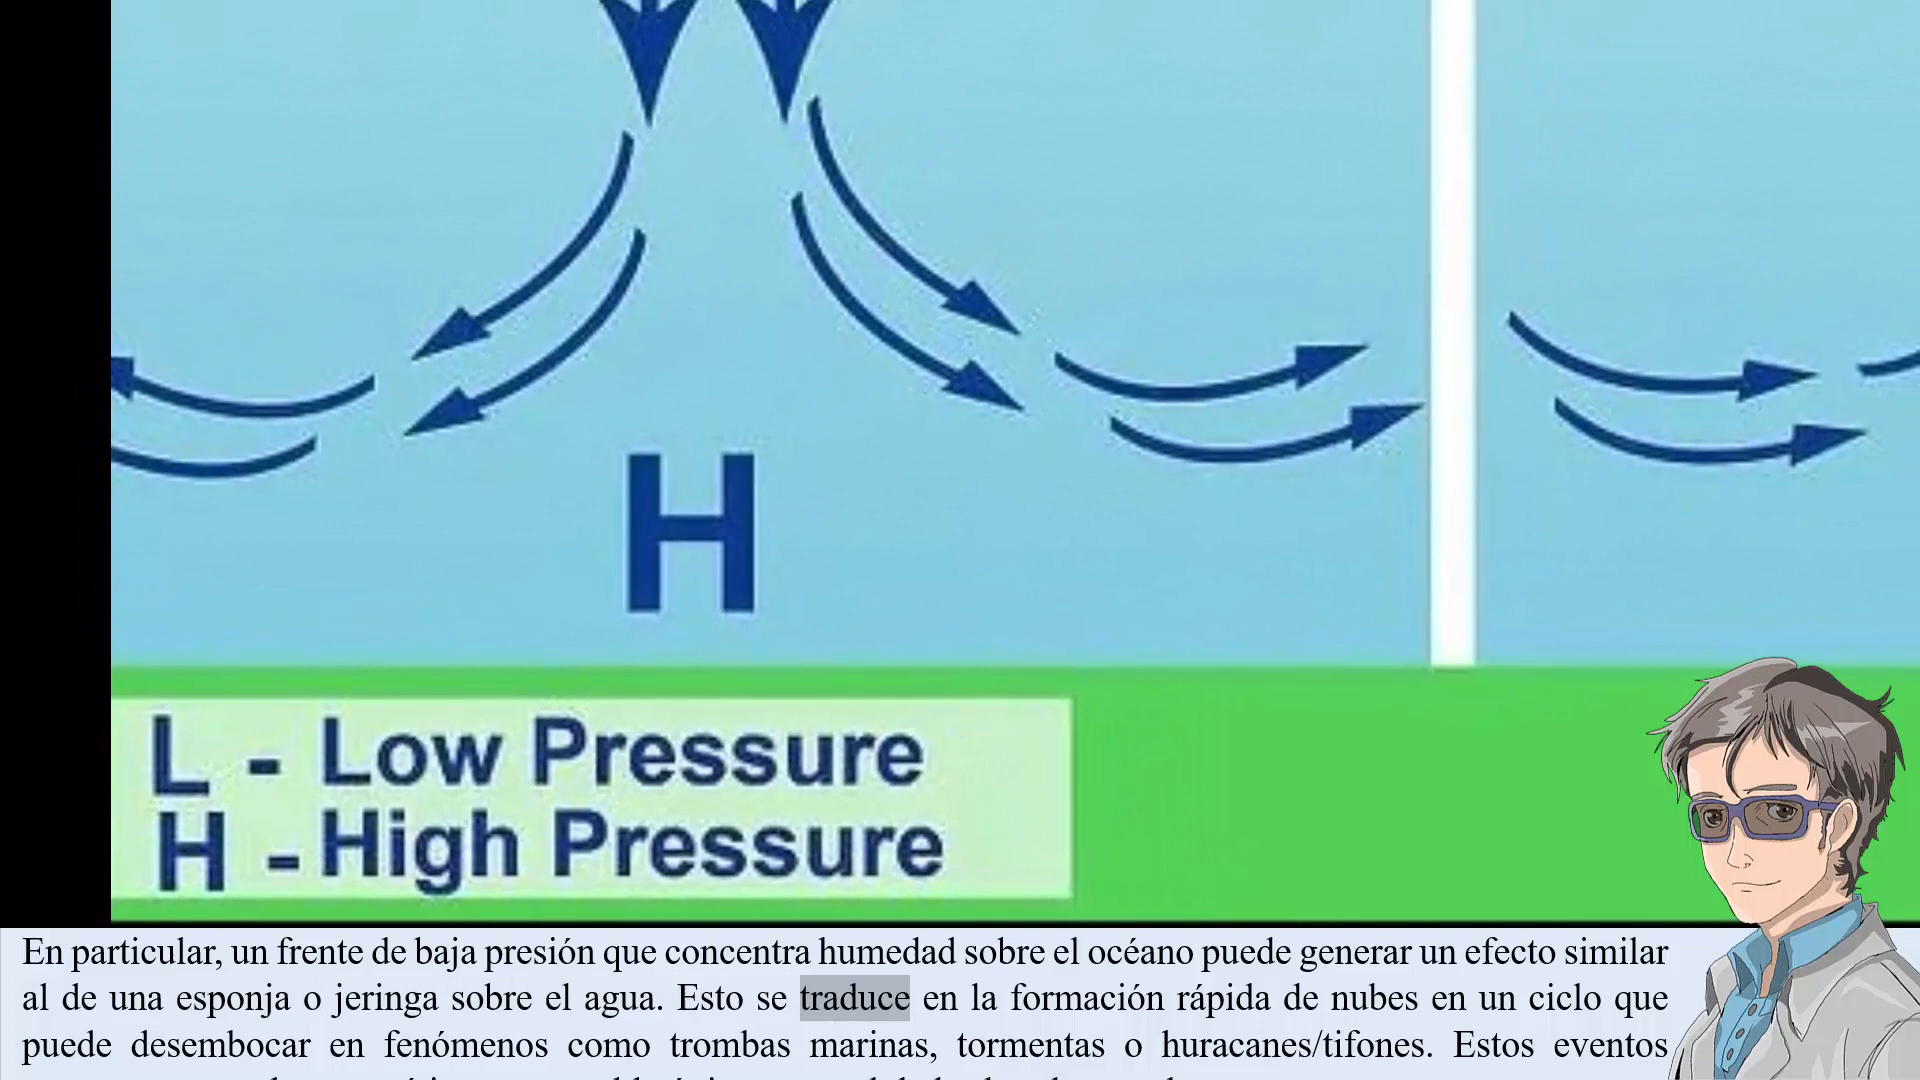 H
L - Low Pressure
H - High Pressure
En particular, un frente de baja presión que concentra humedad sobre el océano puede generar un efecto similar
al de una esponja o jeringa sobre el agua. Esto se traduce en la formación rápida de nubes en un ciclo que
puede desembocar en fenómenos como trombas marinas, tormentas o huracanes/tifones. Estos eventos